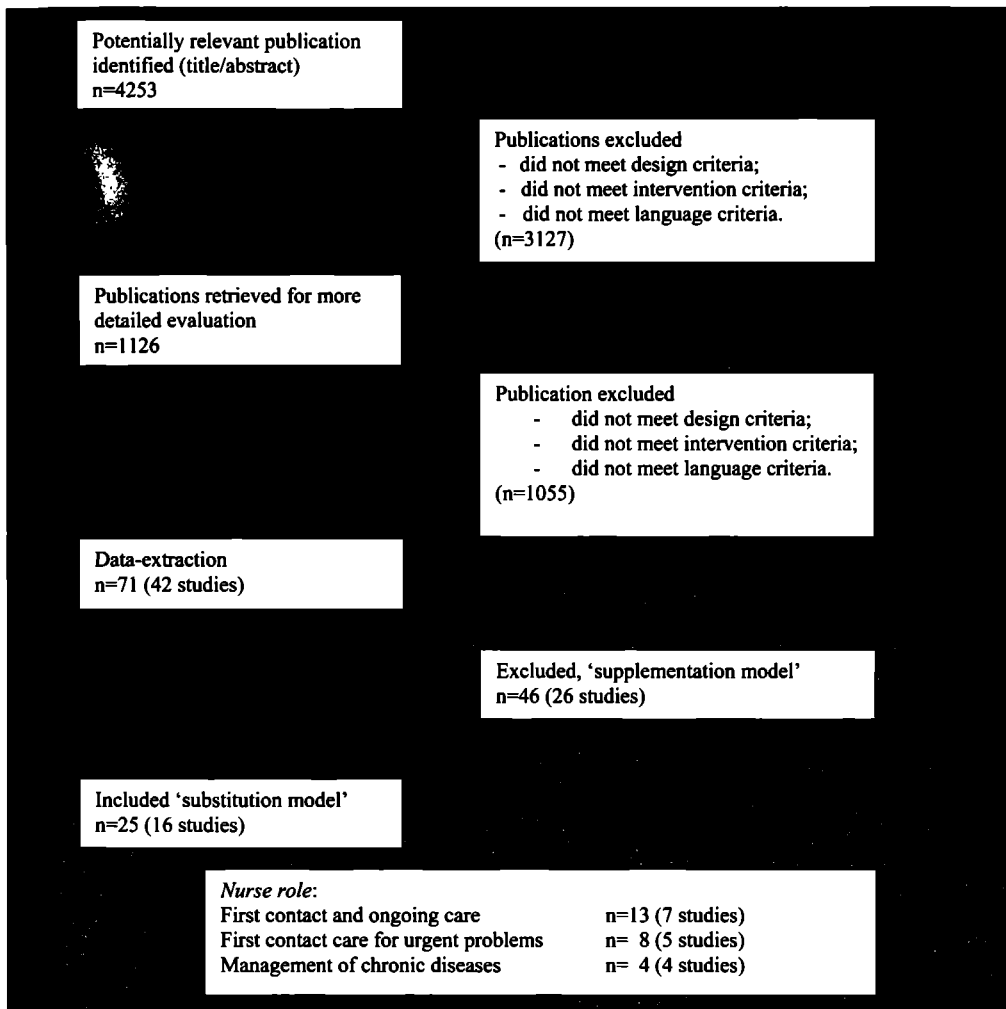 Potentially relevant publication
identified (title/abstract)
n=4253
Publications excluded
- did not meet design criteria;
- did not meet intervention criteria;
- did not meet language criteria.
(n=3127)
Publications retrieved for more
detailed evaluation
n=1126
Publication excluded
- did not meet design criteria;
- did not meet intervention criteria;
- did not meet language criteria.
(n=1055)
Data-extraction
n=71 (42 studies)
Excluded, ‘supplementation model’
n=46 (26 studies)
Included ‘substitution model’
n=25 (16 studies)
Nurse role:
First contact and ongoing care n=13 (7 studies)
First contact care for urgent problems n= 8 (5 studies)
Management of chronic diseases n= 4 (4 studies)